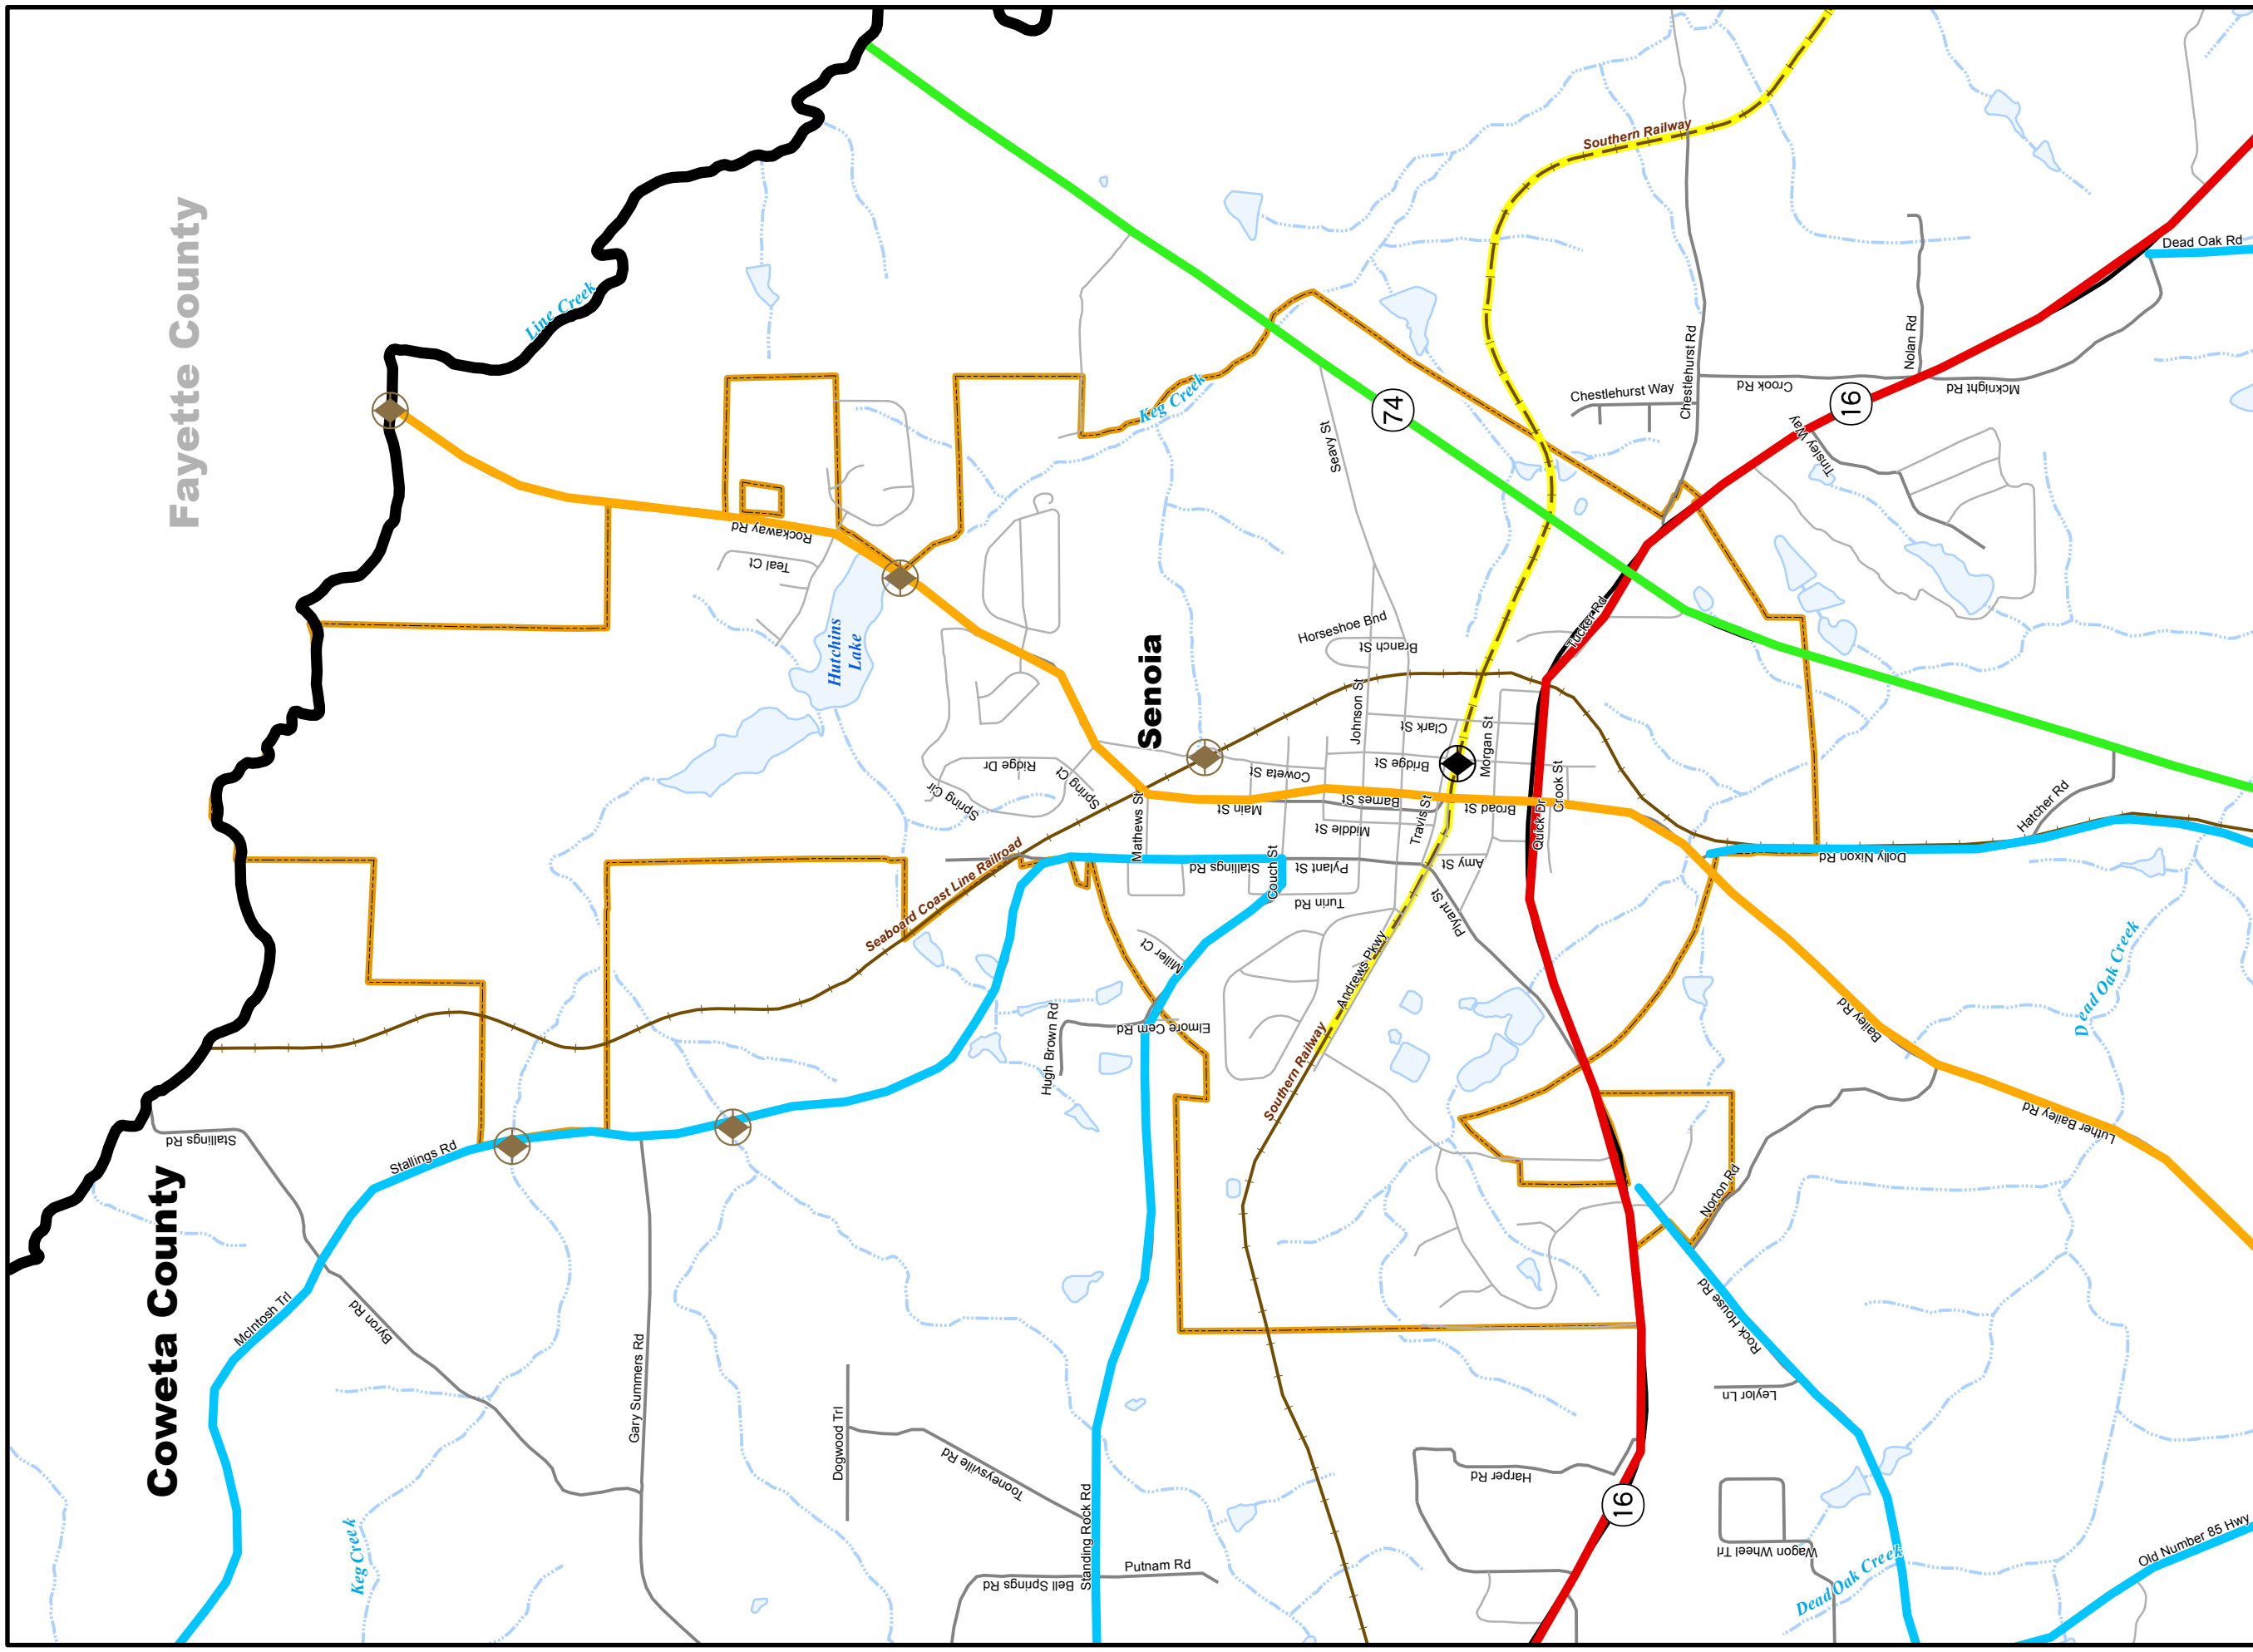 Fayette County
Coweta County
Senoia
Line Creek
Keg Creek
Keg Creek
Hutchins
Lake
Dead Oak Creek
Dead Oak Creek
Southern Railway
Southern Railway
Seaboard Coast Line Railroad
74
16
16
Dead Oak Rd
Nolan Rd
Mcknight Rd
Crook Rd
Chestlehurst Rd
Chestlehurst Way
Tinsley Way
Seavy St
Rockaway Rd
Teal Ct
Horseshoe Bnd
Branch St
Tucker Rd
Johnson St
Clark St
Morgan St
Bridge St
Coweta St
Ridge Dr
Spring Ct
Spring Cir
Mathews St
Main St
Barnes St
Middle St
Travis St
Broad St
Quick Dr
Crook St
Amy St
Pylant St
Stallings Rd
Couch St
Turin Rd
Plyant St
Andrews Pkwy
Miller Ct
Elmore Cem Rd
Hugh Brown Rd
Hatcher Rd
Dolly Nixon Rd
Bailey Rd
Luther Bailey Rd
Norton Rd
Rock House Rd
Leylor Ln
Stallings Rd
Stallings Rd
McIntosh Trl
Byron Rd
Gary Summers Rd
Dogwood Trl
Tooneysville Rd
Standing Rock Rd
Bell Springs Rd
Putnam Rd
Harper Rd
Wagon Wheel Trl
Old Number 85 Hwy